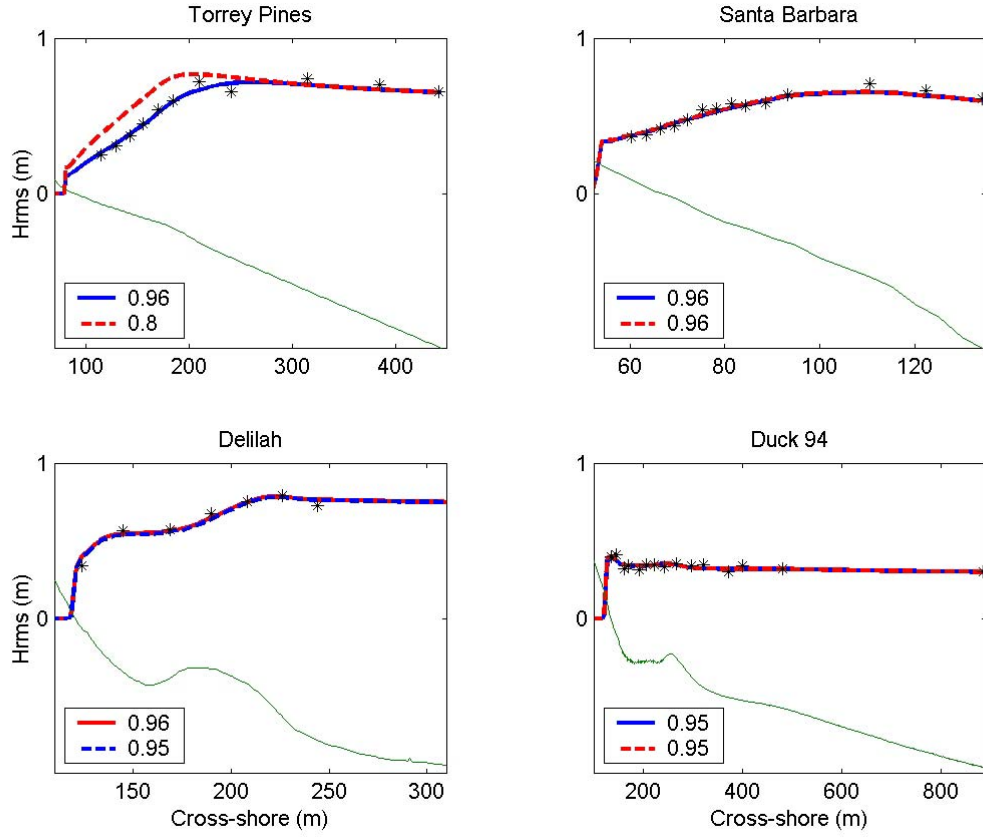 Torrey Pines
1
0
Hrms (m)
0.96
0.8
100 200 300 400
Santa Barbara
1
0
0.96
0.96
60 80 100 120
Delilah
1
0
Hrms (m)
0.96
0.95
150 200 250 300
Cross-shore (m)
Duck 94
1
0
0.95
0.95
200 400 600 800
Cross-shore (m)